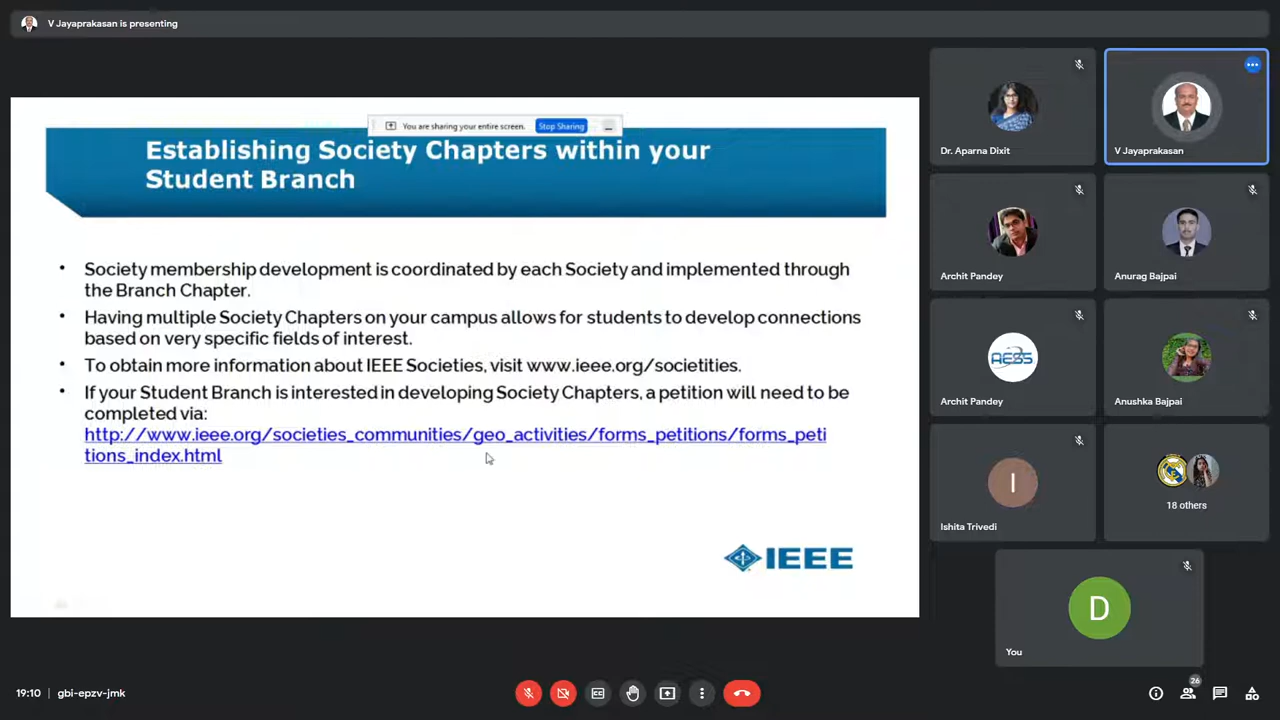 V Jayaprakasan is presenting
You are sharing your entire screen.
Stop Sharing
Establishing Society Chapters within your
Student Branch
• Society membership development is coordinated by each Society and implemented through
the Branch Chapter.
• Having multiple Society Chapters on your campus allows for students to develop connections
based on very specific fields of interest.
• To obtain more information about IEEE Societies, visit www.ieee.org/societities.
• If your Student Branch is interested in developing Society Chapters, a petition will need to be
completed via:
http://www.ieee.org/societies_communities/geo_activities/forms_petitions/forms_peti
tions_index.html
IEEE
Dr. Aparna Dixit
V Jayaprakasan
Archit Pandey
Anurag Bajpai
AESS
Archit Pandey
Anushka Bajpai
I
Ishita Trivedi
18 others
D
You
19:10
gbi-epzv-jmk
CC
26